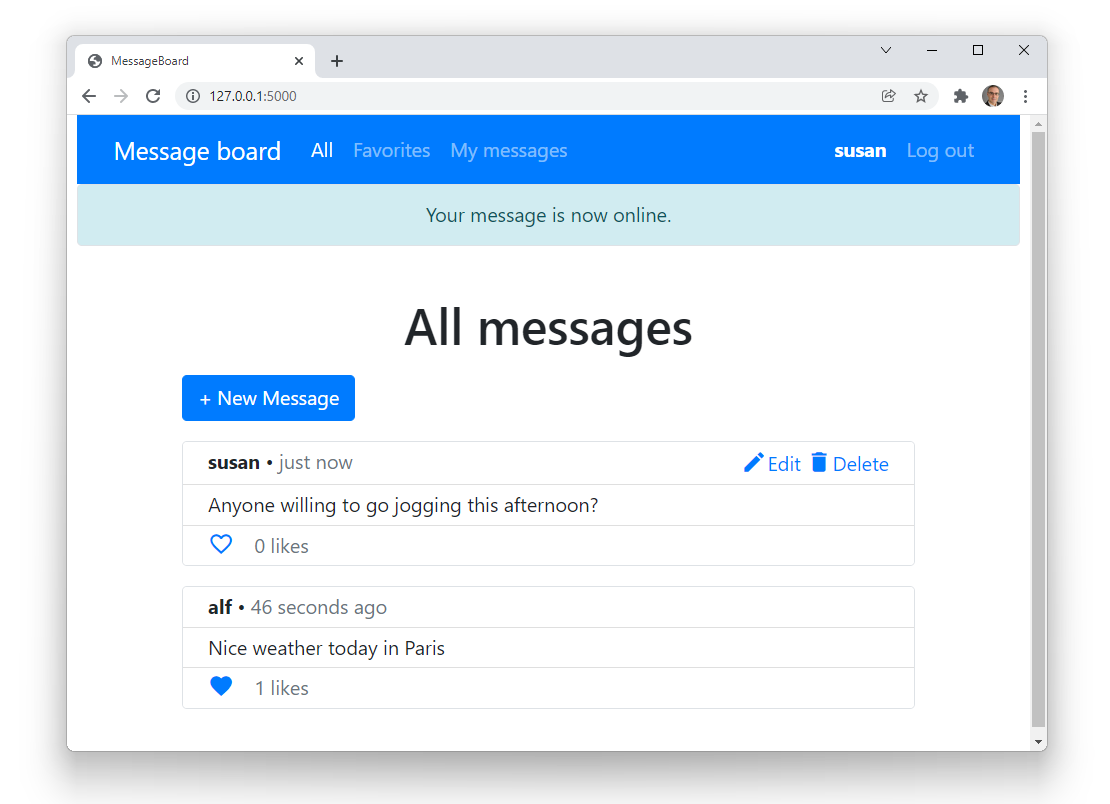 MessageBoard
127.0.0.1:5000
Message board All Favorites My messages susan Log out
Your message is now online.
All messages
+ New Message
susan • just now Edit Delete
Anyone willing to go jogging this afternoon?
0 likes
alf • 46 seconds ago
Nice weather today in Paris
1 likes